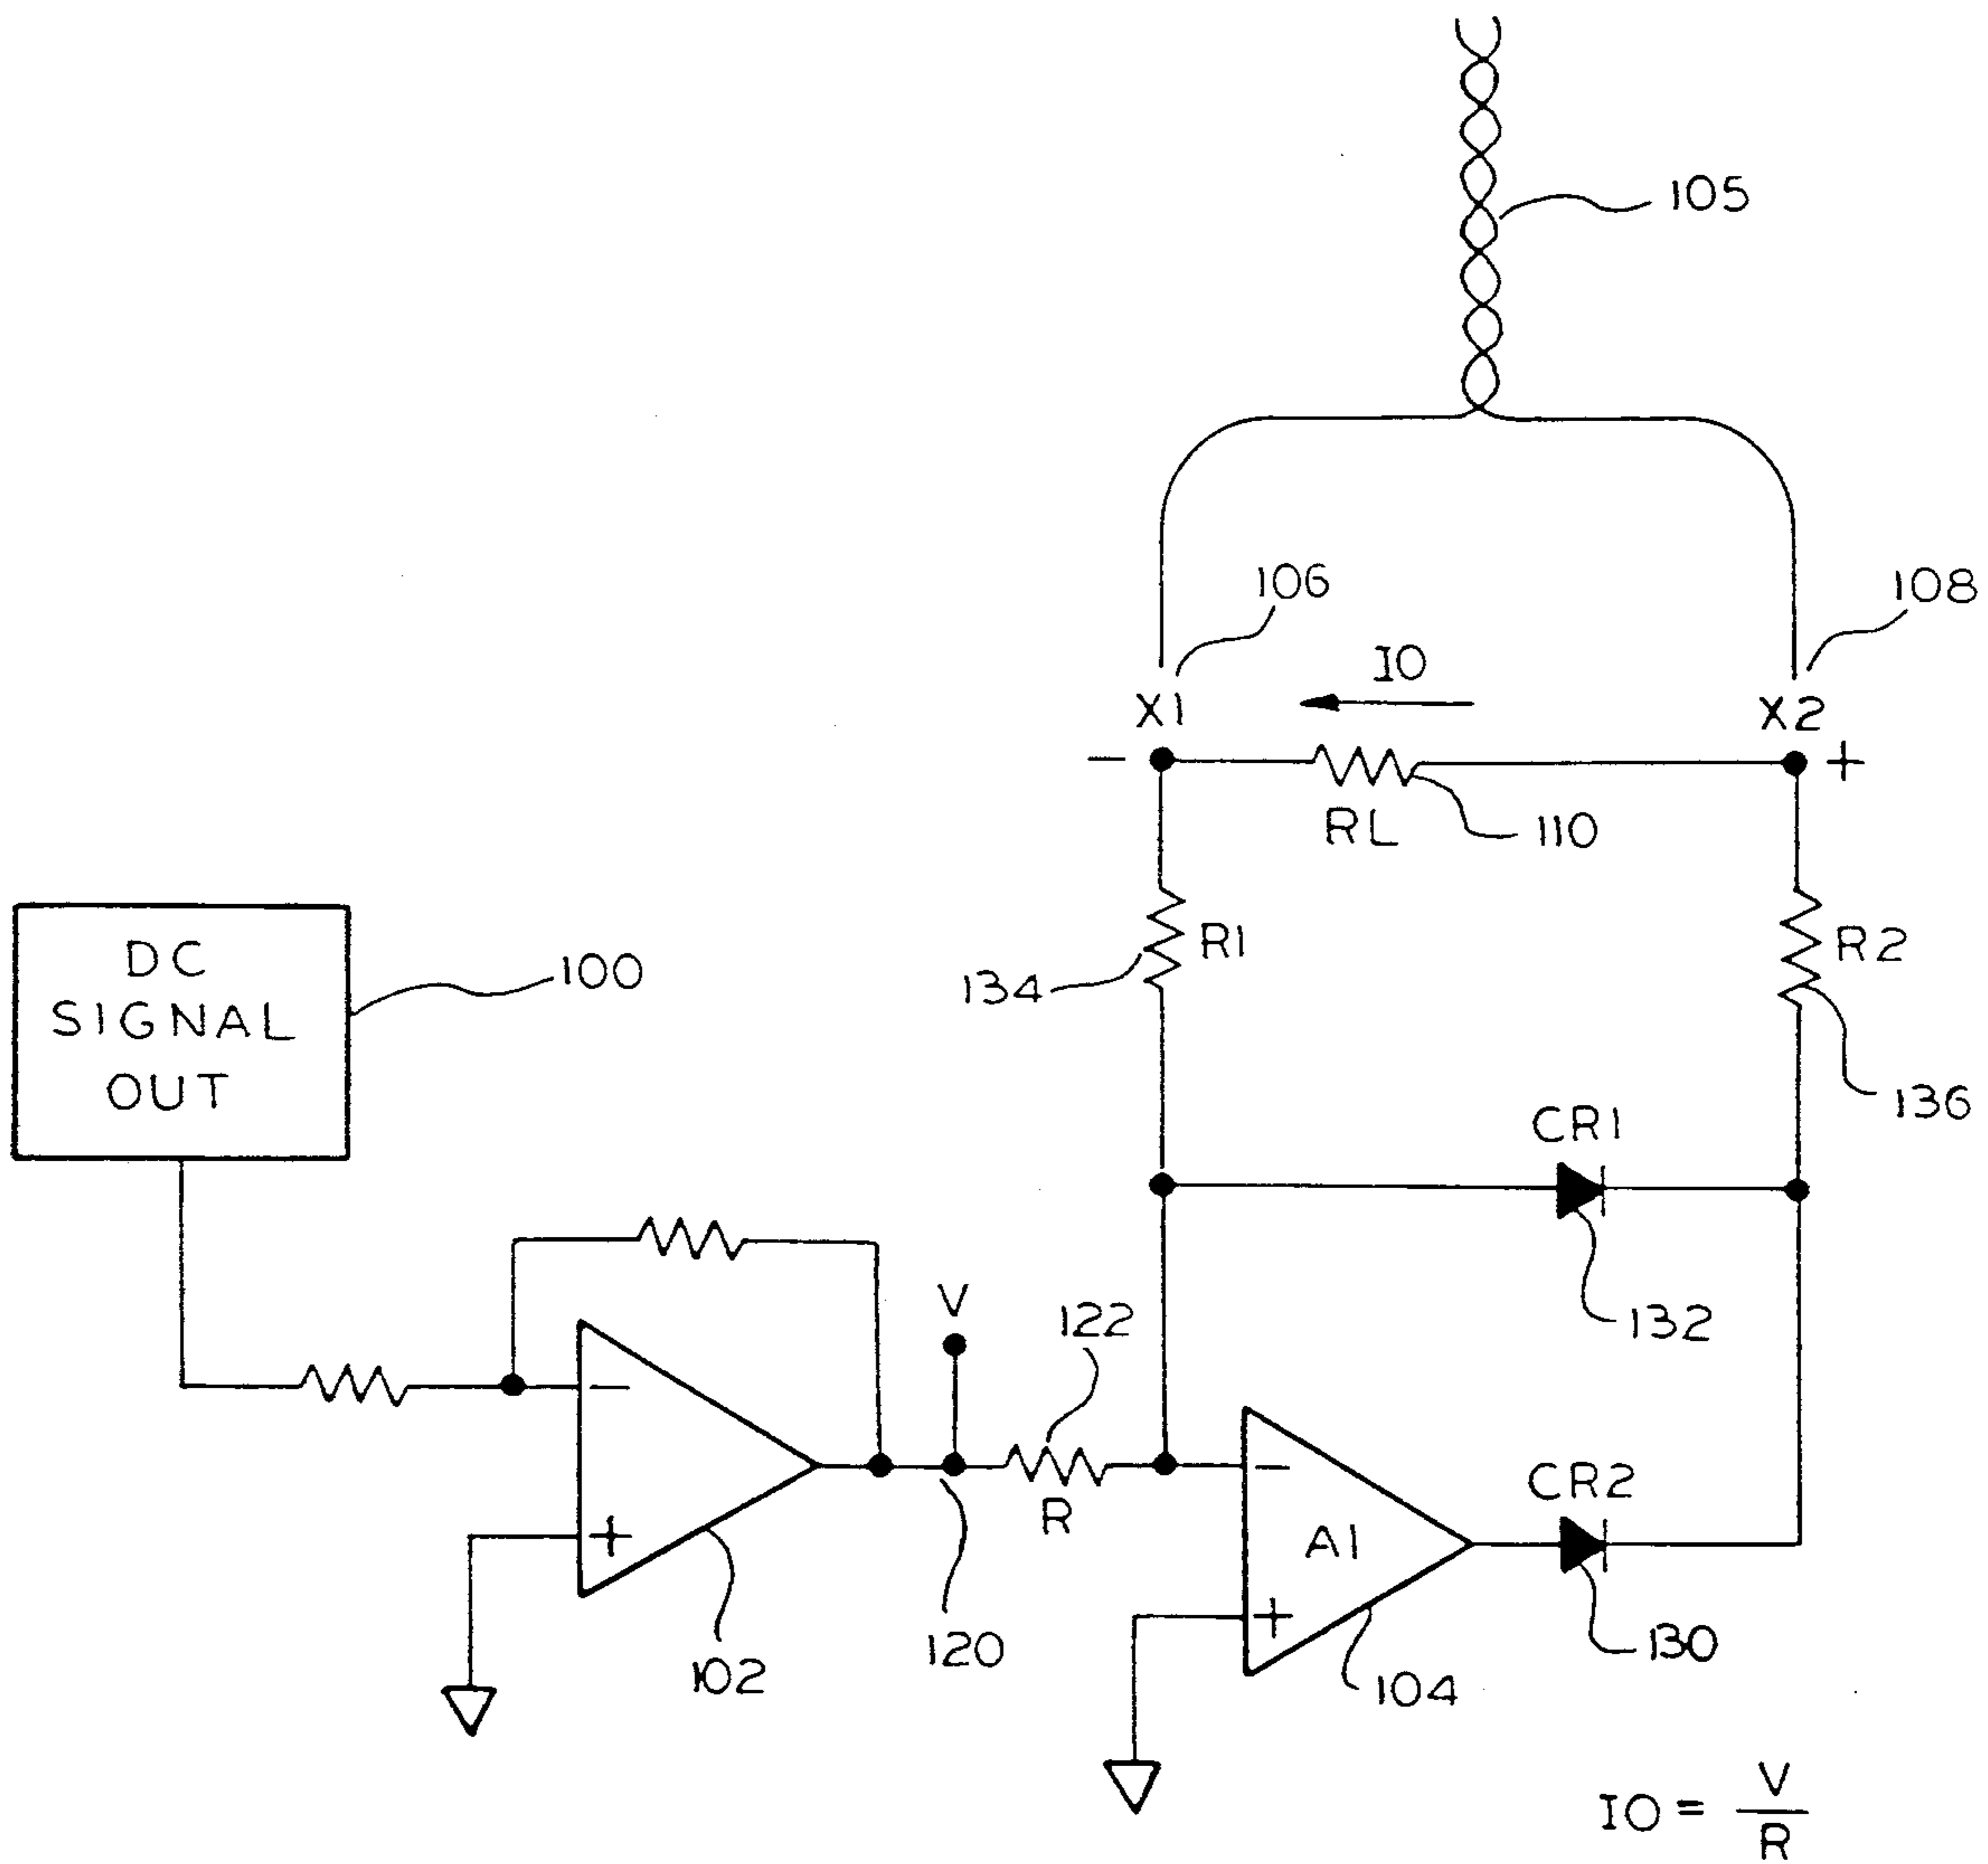 105
106
108
IO
X1
X2
−
+
RL
110
DC
SIGNAL
OUT
100
R1
R2
134
136
CR1
132
V
122
−
−
R
CR2
A1
+
+
120
102
104
130
IO = V
R